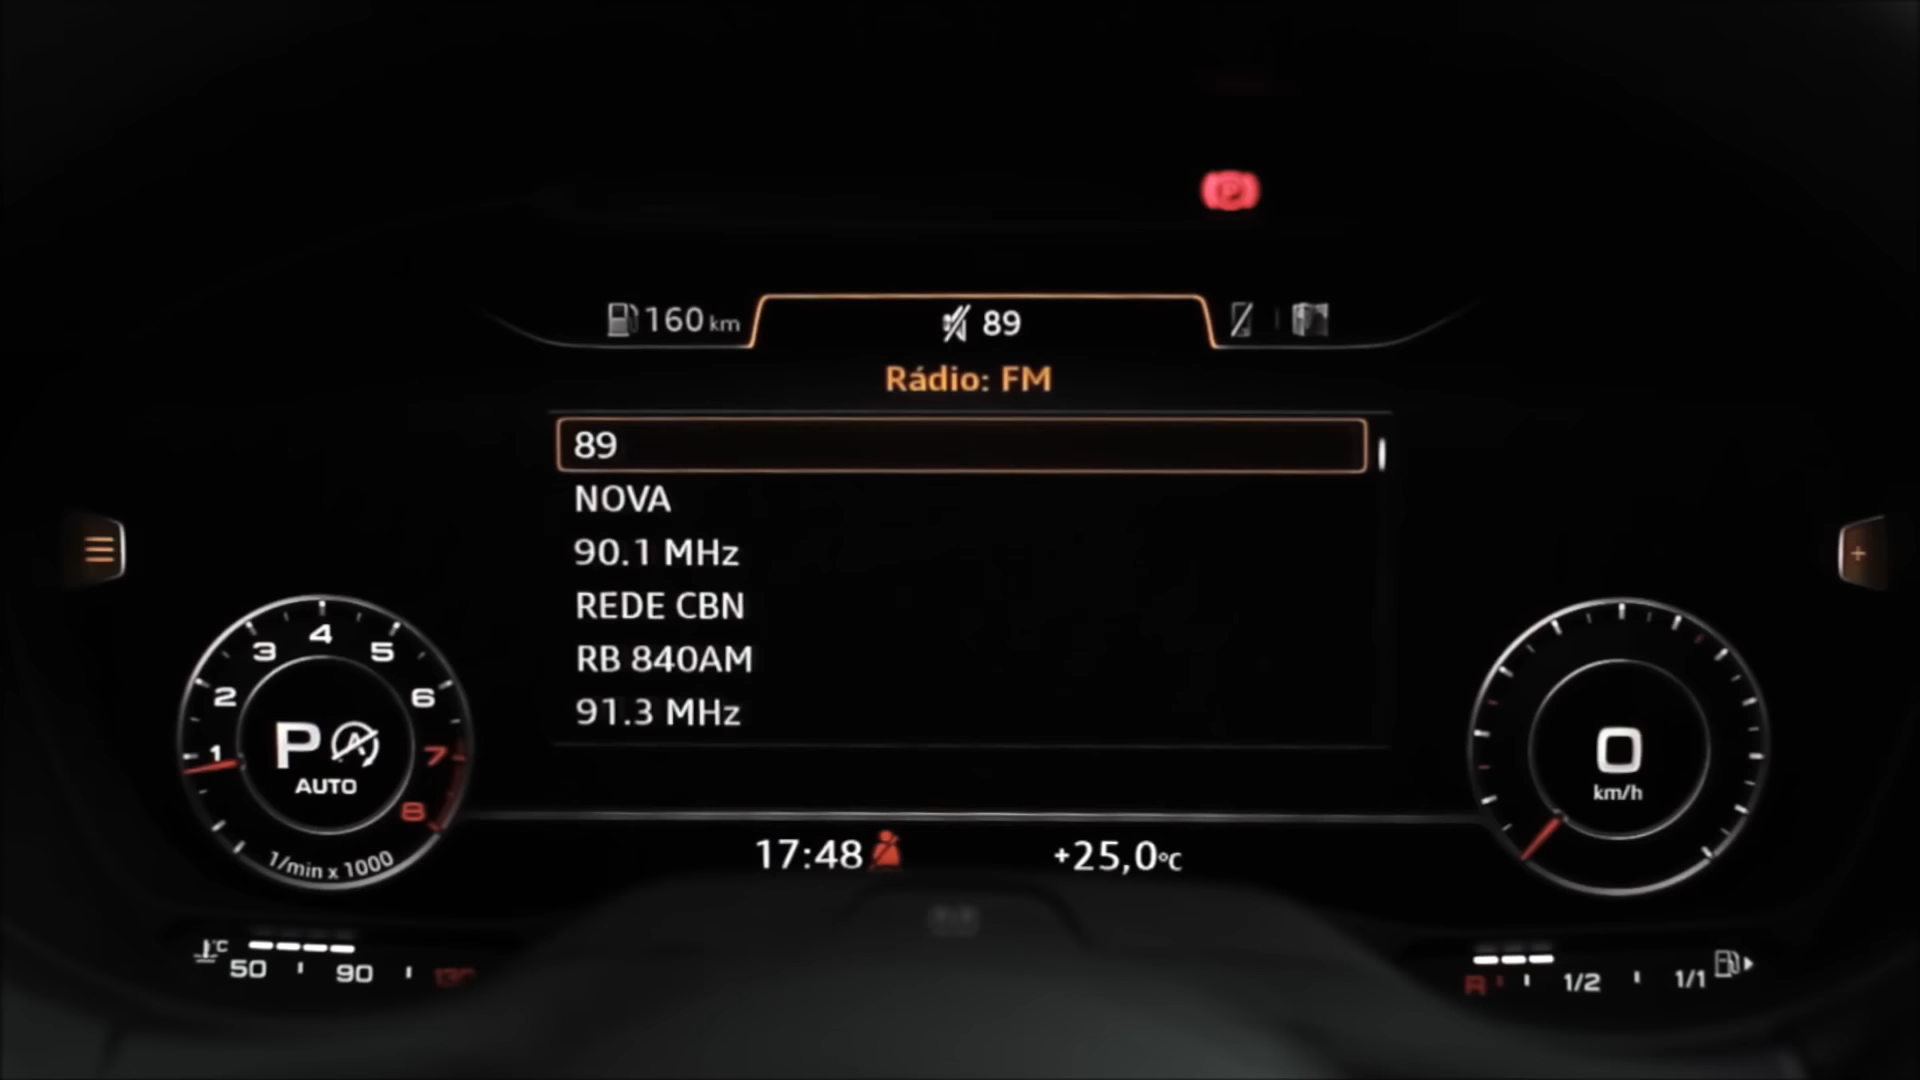 160 km
89
Rádio: FM
89
NOVA
90.1 MHz
REDE CBN
RB 840AM
91.3 MHz
1 2 3 4 5 6 7 8
P A
AUTO
1/min x 1000
0
km/h
17:48
+25,0°C
°C
50 90 130
R 1/2 1/1